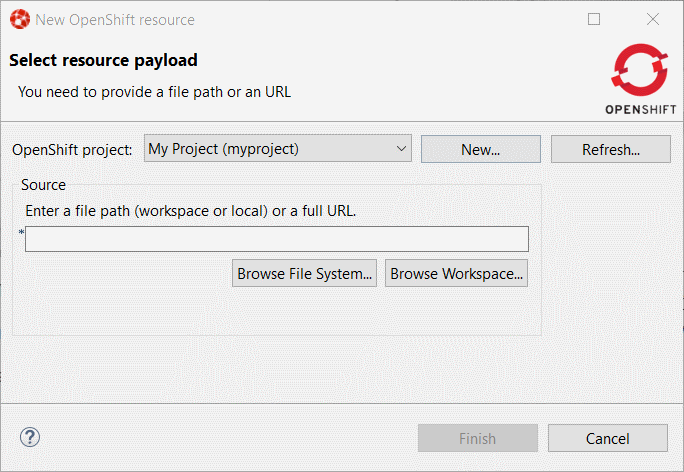 New OpenShift resource
Select resource payload
You need to provide a file path or an URL
OPENSHIFT
OpenShift project: My Project (myproject) New... Refresh...
Source
Enter a file path (workspace or local) or a full URL.
*
Browse File System... Browse Workspace...
? Finish Cancel